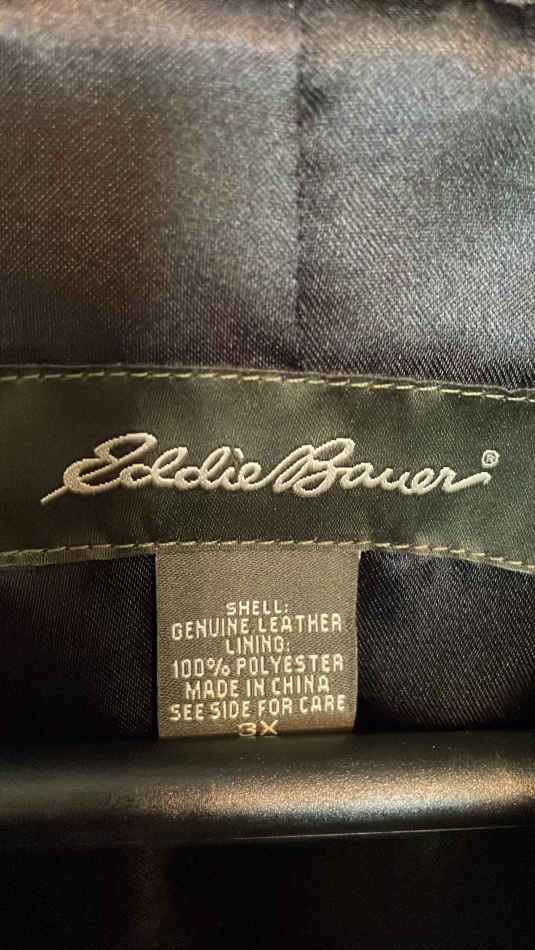 Eddie Bauer®
SHELL:
GENUINE LEATHER
LINING:
100% POLYESTER
MADE IN CHINA
SEE SIDE FOR CARE
3X